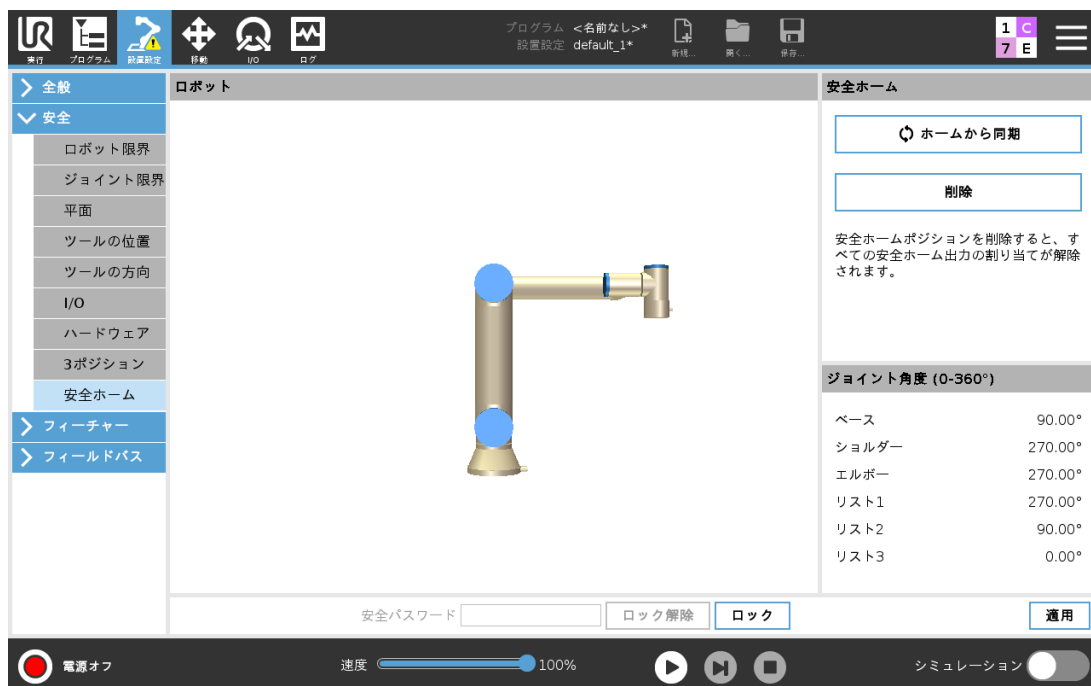 プログラム <名前なし>*
設置設定 default_1*
UR
実行
プログラム
設置設定
移動
I/O
ログ
新規...
開く...
保存...
1 C
7 E
全般
安全
ロボット限界
ジョイント限界
平面
ツールの位置
ツールの方向
I/O
ハードウェア
3ポジション
安全ホーム
フィーチャー
フィールドバス
ロボット
安全ホーム
ホームから同期
削除
安全ホームポジションを削除すると、す
べての安全ホーム出力の割り当てが解除
されます。
ジョイント角度 (0-360°)
ベース 90.00°
ショルダー 270.00°
エルボー 270.00°
リスト1 270.00°
リスト2 90.00°
リスト3 0.00°
安全パスワード ロック解除 ロック 適用
電源オフ 速度 100% シミュレーション